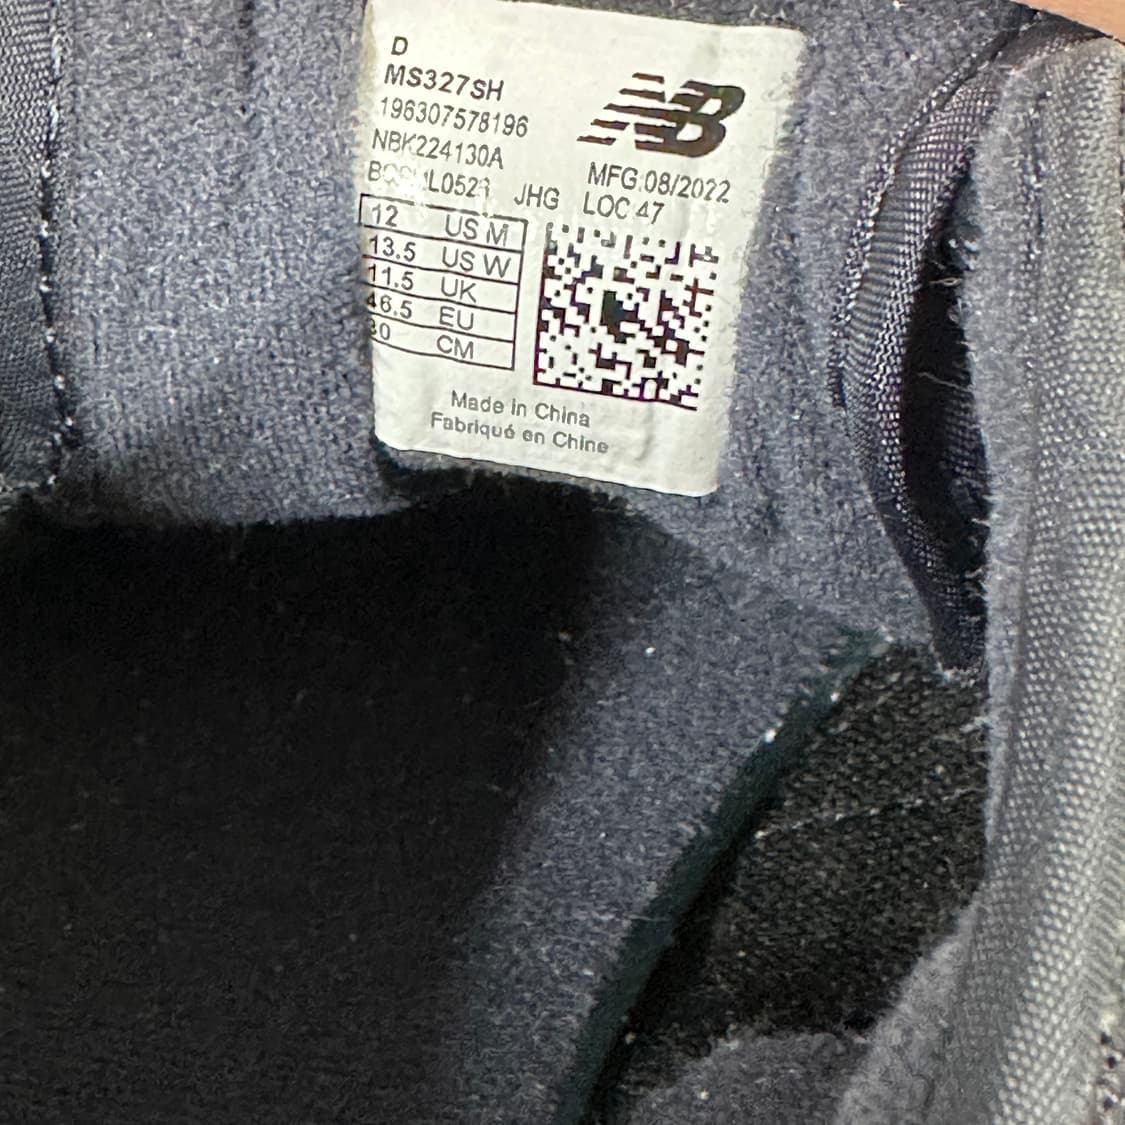 D
MS327SH
196307578196
NBK224130A
JHG
NB
MFG:08/2022
LOC 47
12 US M
13.5 US W
11.5 UK
46.5 EU
30 CM
Made in China
Fabriqué en Chine